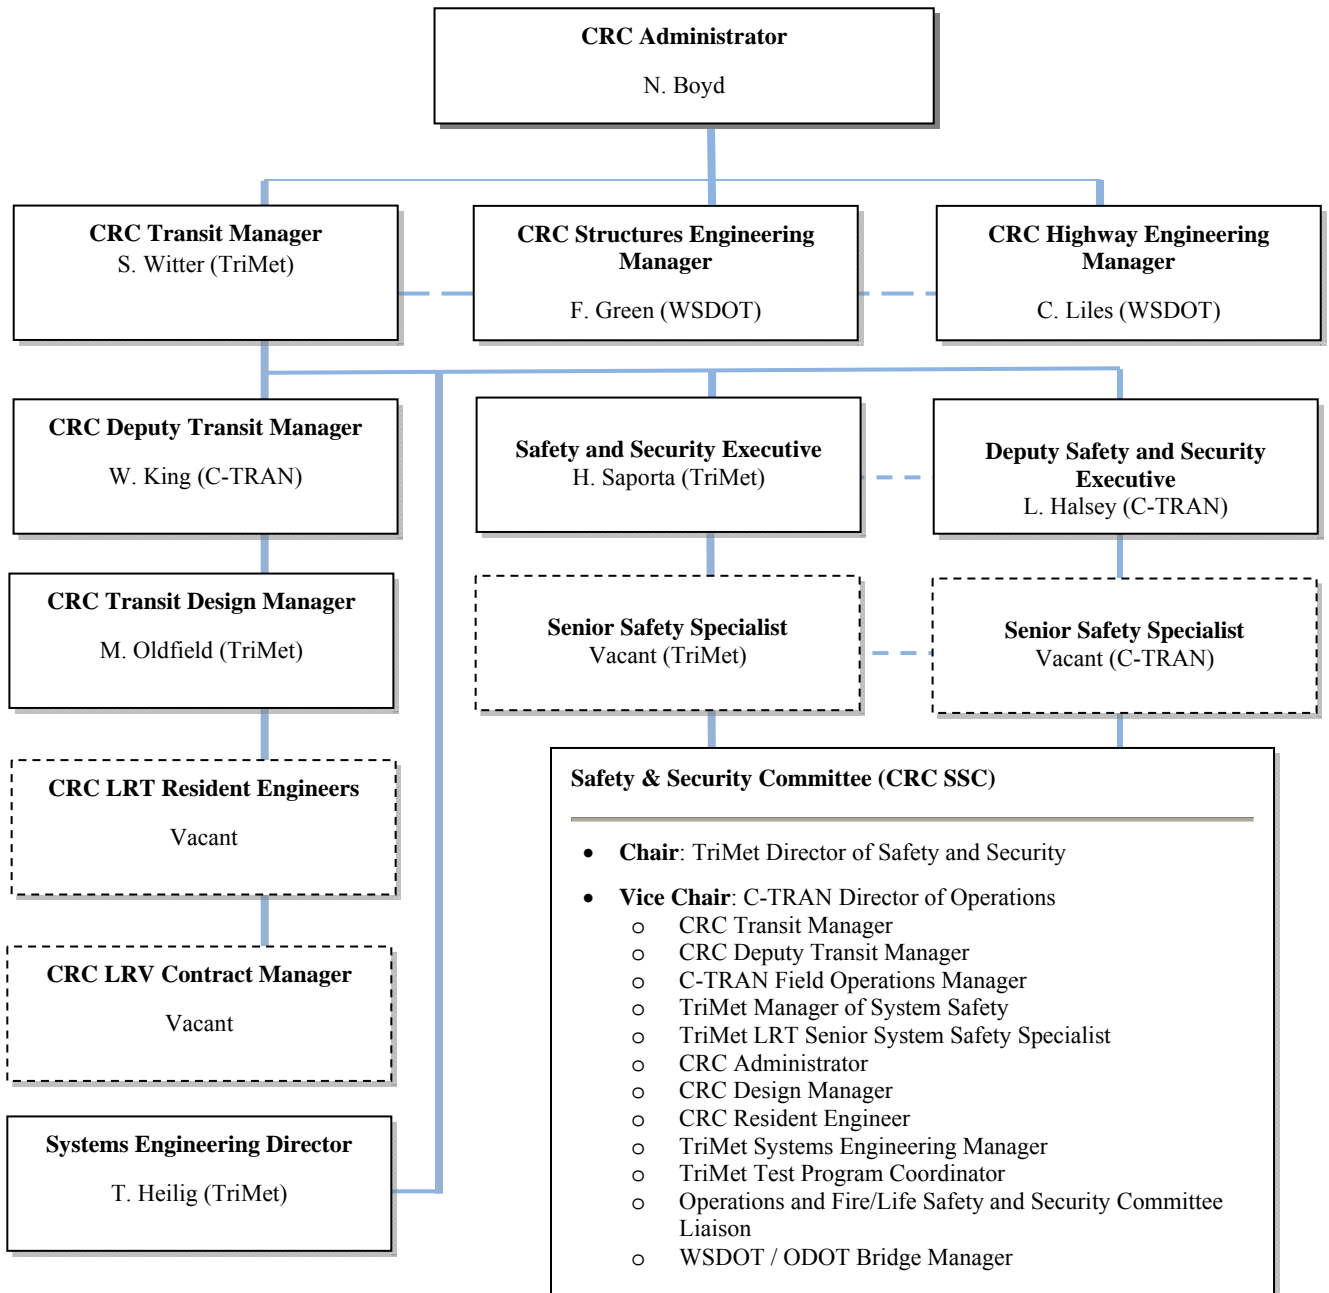 CRC Administrator
N. Boyd
CRC Transit Manager
S. Witter (TriMet)
CRC Structures Engineering
Manager
F. Green (WSDOT)
CRC Highway Engineering
Manager
C. Liles (WSDOT)
CRC Deputy Transit Manager
W. King (C-TRAN)
Safety and Security Executive
H. Saporta (TriMet)
Deputy Safety and Security
Executive
L. Halsey (C-TRAN)
CRC Transit Design Manager
M. Oldfield (TriMet)
Senior Safety Specialist
Vacant (TriMet)
Senior Safety Specialist
Vacant (C-TRAN)
CRC LRT Resident Engineers
Vacant
CRC LRV Contract Manager
Vacant
Systems Engineering Director
T. Heilig (TriMet)
Safety & Security Committee (CRC SSC)
• Chair: TriMet Director of Safety and Security
• Vice Chair: C-TRAN Director of Operations
o CRC Transit Manager
o CRC Deputy Transit Manager
o C-TRAN Field Operations Manager
o TriMet Manager of System Safety
o TriMet LRT Senior System Safety Specialist
o CRC Administrator
o CRC Design Manager
o CRC Resident Engineer
o TriMet Systems Engineering Manager
o TriMet Test Program Coordinator
o Operations and Fire/Life Safety and Security Committee
Liaison
o WSDOT / ODOT Bridge Manager